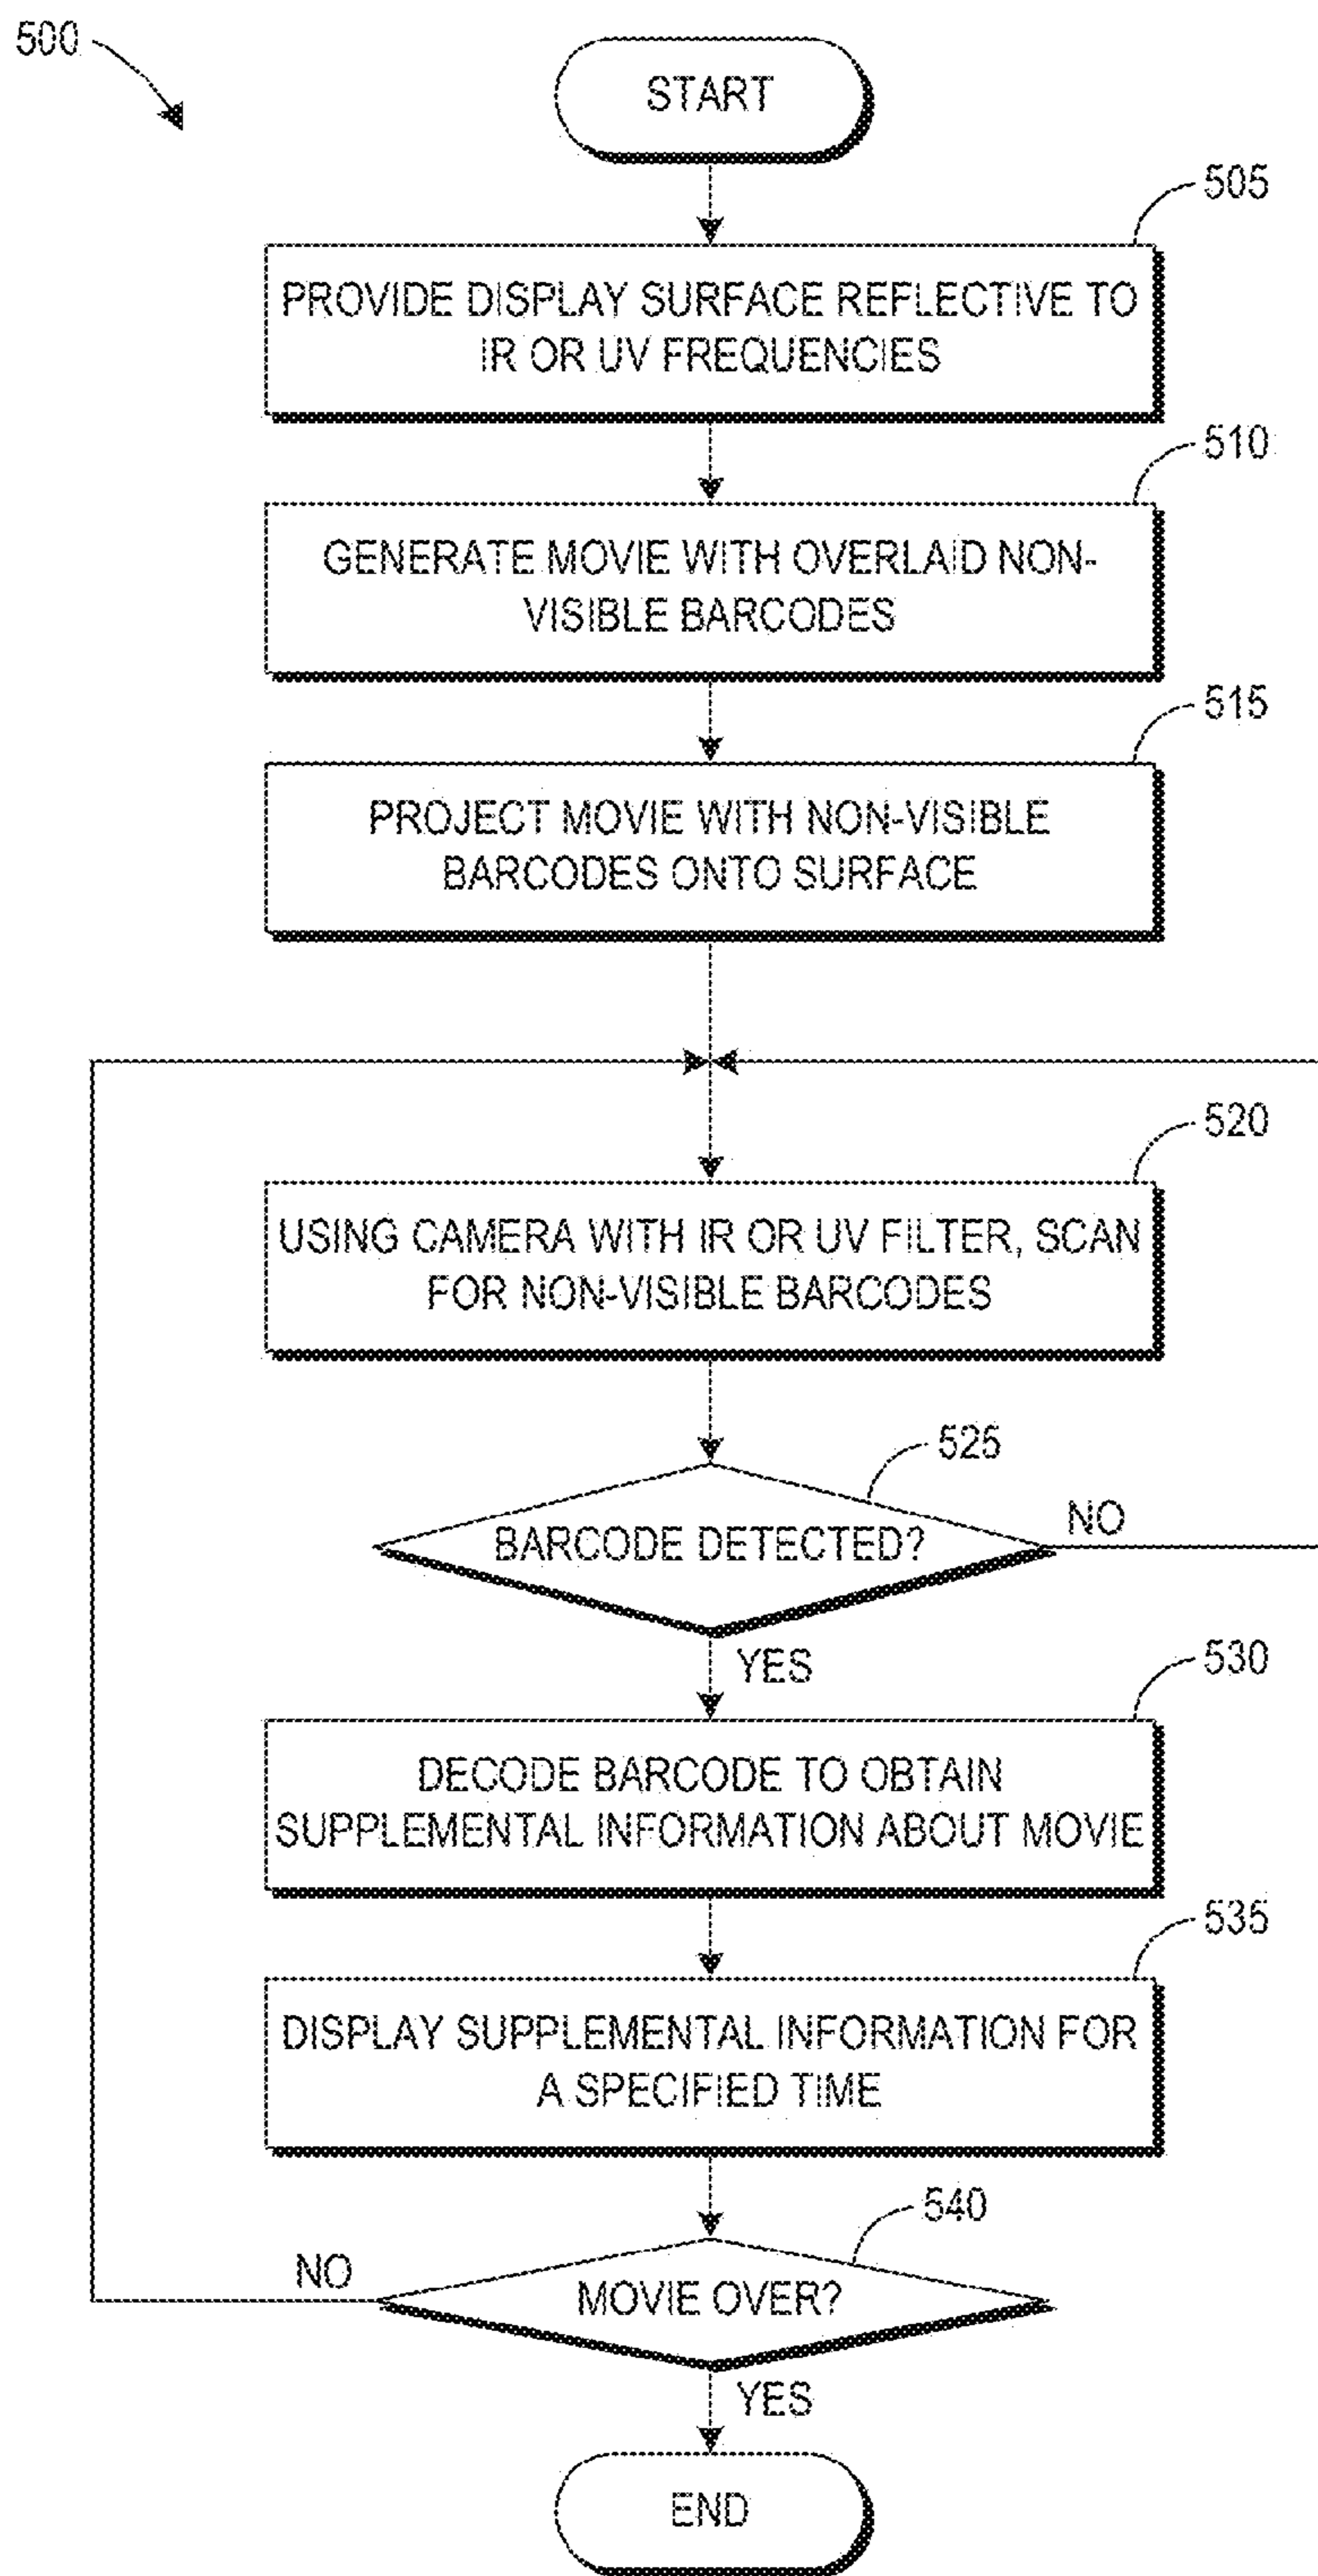 500
START
505
PROVIDE DISPLAY SURFACE REFLECTIVE TO
IR OR UV FREQUENCIES
510
GENERATE MOVIE WITH OVERLAID NON-
VISIBLE BARCODES
515
PROJECT MOVIE WITH NON-VISIBLE
BARCODES ONTO SURFACE
520
USING CAMERA WITH IR OR UV FILTER, SCAN
FOR NON-VISIBLE BARCODES
525
BARCODE DETECTED?
NO
YES
530
DECODE BARCODE TO OBTAIN
SUPPLEMENTAL INFORMATION ABOUT MOVIE
535
DISPLAY SUPPLEMENTAL INFORMATION FOR
A SPECIFIED TIME
540
NO
MOVIE OVER?
YES
END